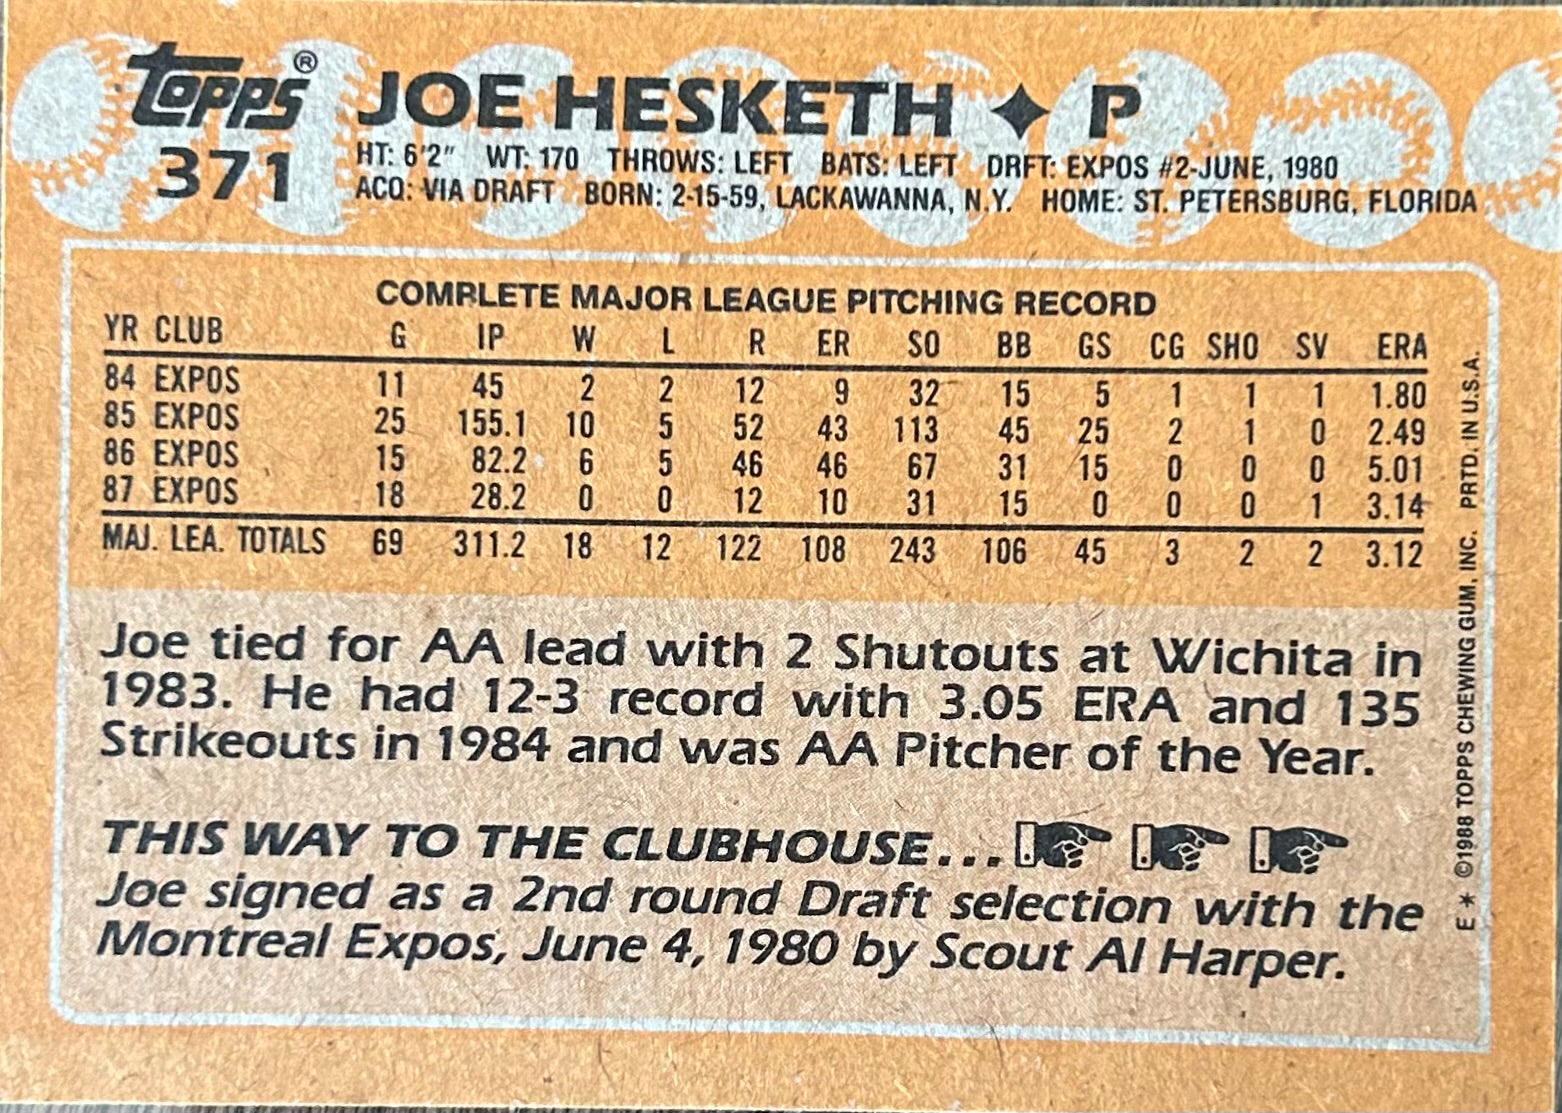 topps® JOE HESKETH ✦ P
371
HT: 6'2" WT: 170 THROWS: LEFT BATS: LEFT DRFT: EXPOS #2-JUNE, 1980
ACQ: VIA DRAFT BORN: 2-15-59, LACKAWANNA, N.Y. HOME: ST. PETERSBURG, FLORIDA
COMPLETE MAJOR LEAGUE PITCHING RECORD
YR CLUB G IP W L R ER SO BB GS CG SHO SV ERA
84 EXPOS 11 45 2 2 12 9 32 15 5 1 1 1 1.80
85 EXPOS 25 155.1 10 5 52 43 113 45 25 2 1 0 2.49
86 EXPOS 15 82.2 6 5 46 46 67 31 15 0 0 0 5.01
87 EXPOS 18 28.2 0 0 12 10 31 15 0 0 0 1 3.14
MAJ. LEA. TOTALS 69 311.2 18 12 122 108 243 106 45 3 2 2 3.12
Joe tied for AA lead with 2 Shutouts at Wichita in
1983. He had 12-3 record with 3.05 ERA and 135
Strikeouts in 1984 and was AA Pitcher of the Year.
THIS WAY TO THE CLUBHOUSE...
Joe signed as a 2nd round Draft selection with the
Montreal Expos, June 4, 1980 by Scout Al Harper.
E * ©1988 TOPPS CHEWING GUM, INC. PRTD. IN U.S.A.